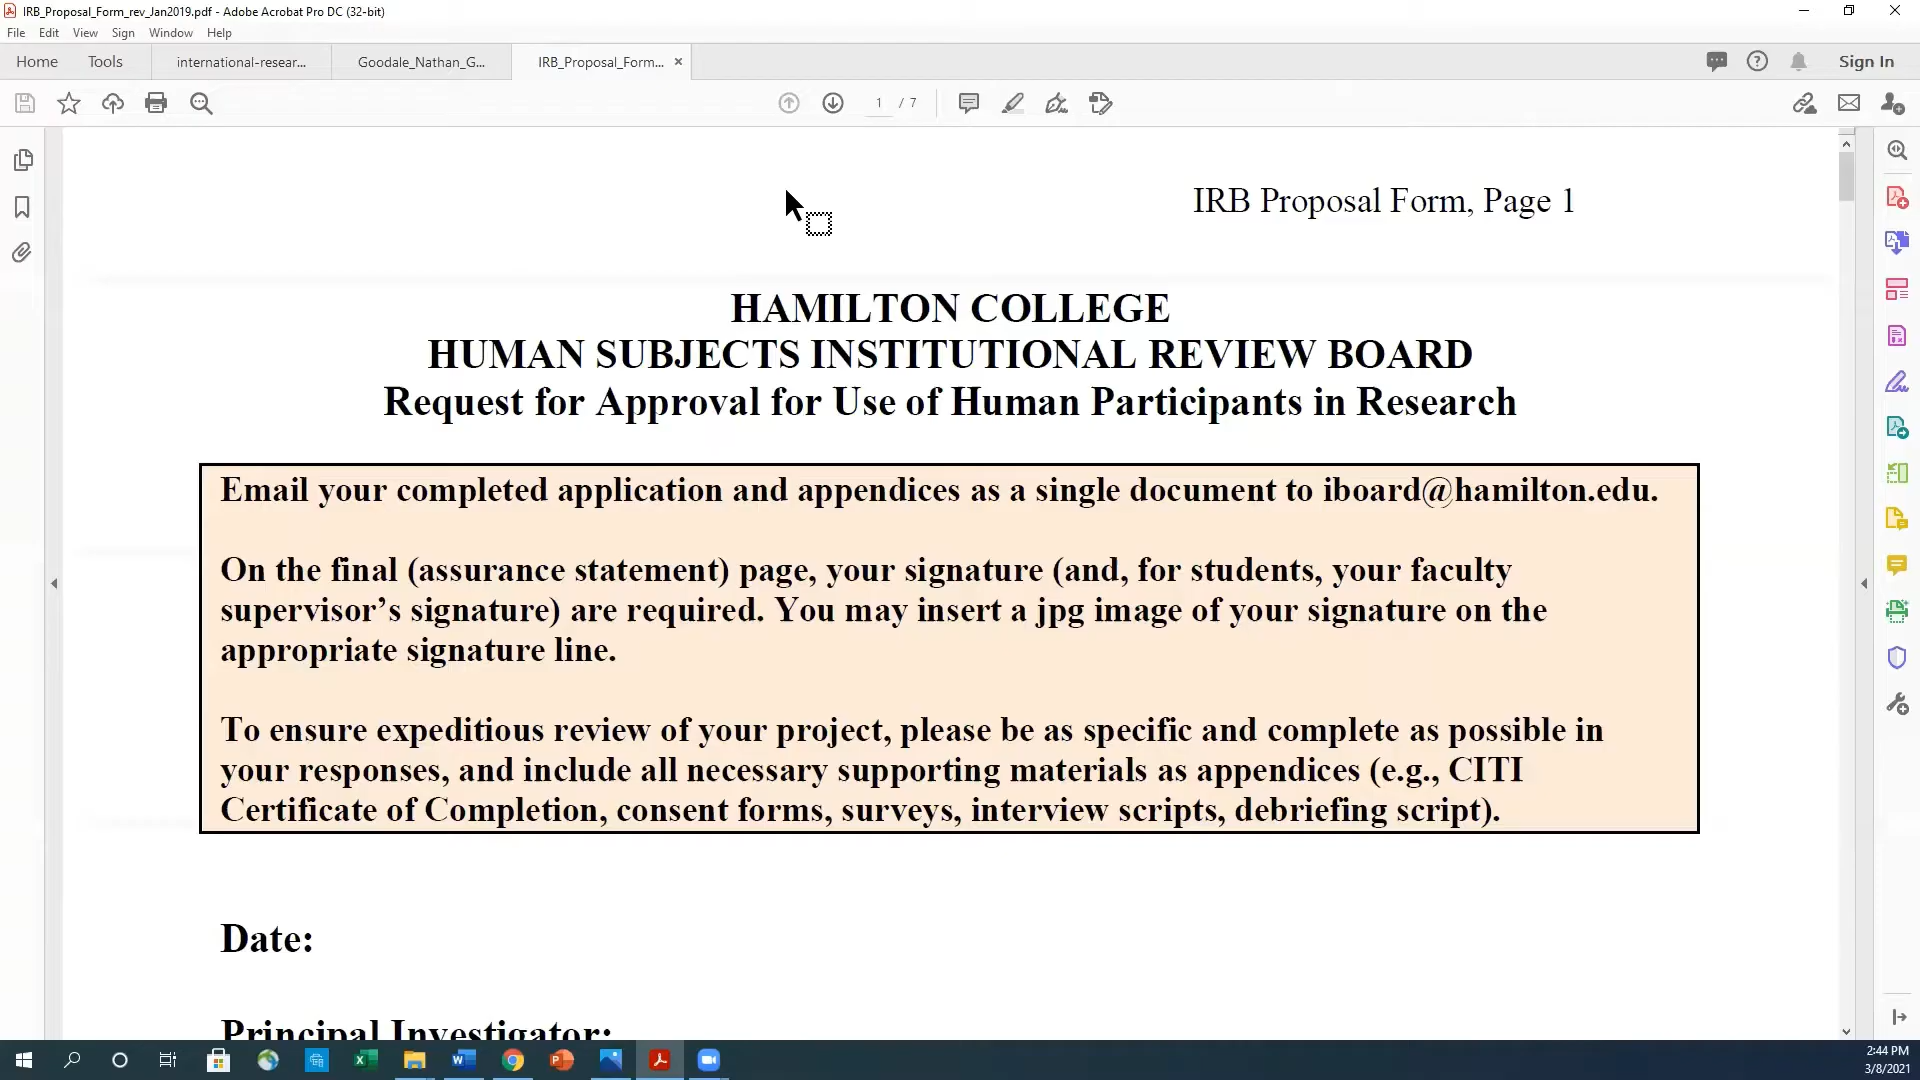 IRB_Proposal_Form_rev_Jan2019.pdf - Adobe Acrobat Pro DC (32-bit)
File Edit View Sign Window Help
Home Tools international-resear... Goodale_Nathan_G... IRB_Proposal_Form... Sign In
1 / 7
IRB Proposal Form, Page 1
HAMILTON COLLEGE
HUMAN SUBJECTS INSTITUTIONAL REVIEW BOARD
Request for Approval for Use of Human Participants in Research
Email your completed application and appendices as a single document to iboard@hamilton.edu.
On the final (assurance statement) page, your signature (and, for students, your faculty
supervisor’s signature) are required. You may insert a jpg image of your signature on the
appropriate signature line.
To ensure expeditious review of your project, please be as specific and complete as possible in
your responses, and include all necessary supporting materials as appendices (e.g., CITI
Certificate of Completion, consent forms, surveys, interview scripts, debriefing script).
Date:
Principal Investigator:
2:44 PM
3/8/2021